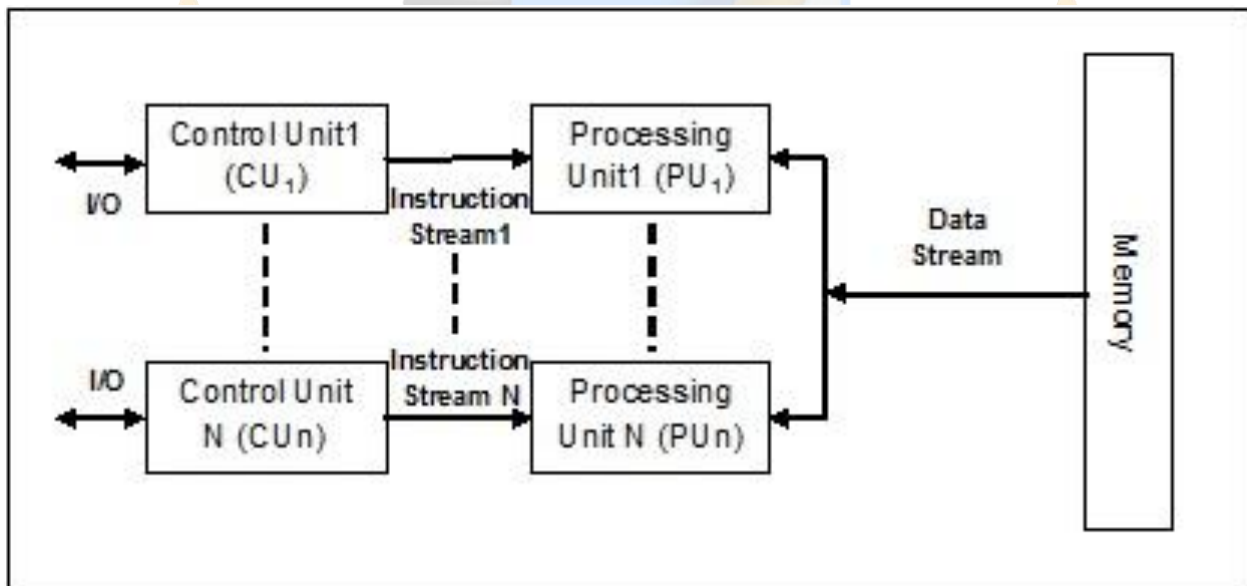 Control Unit1
(CU₁)
I/O
Instruction
Stream1
Processing
Unit1 (PU₁)
Data
Stream
Memory
I/O
Control Unit
N (CUn)
Instruction
Stream N
Processing
Unit N (PUn)